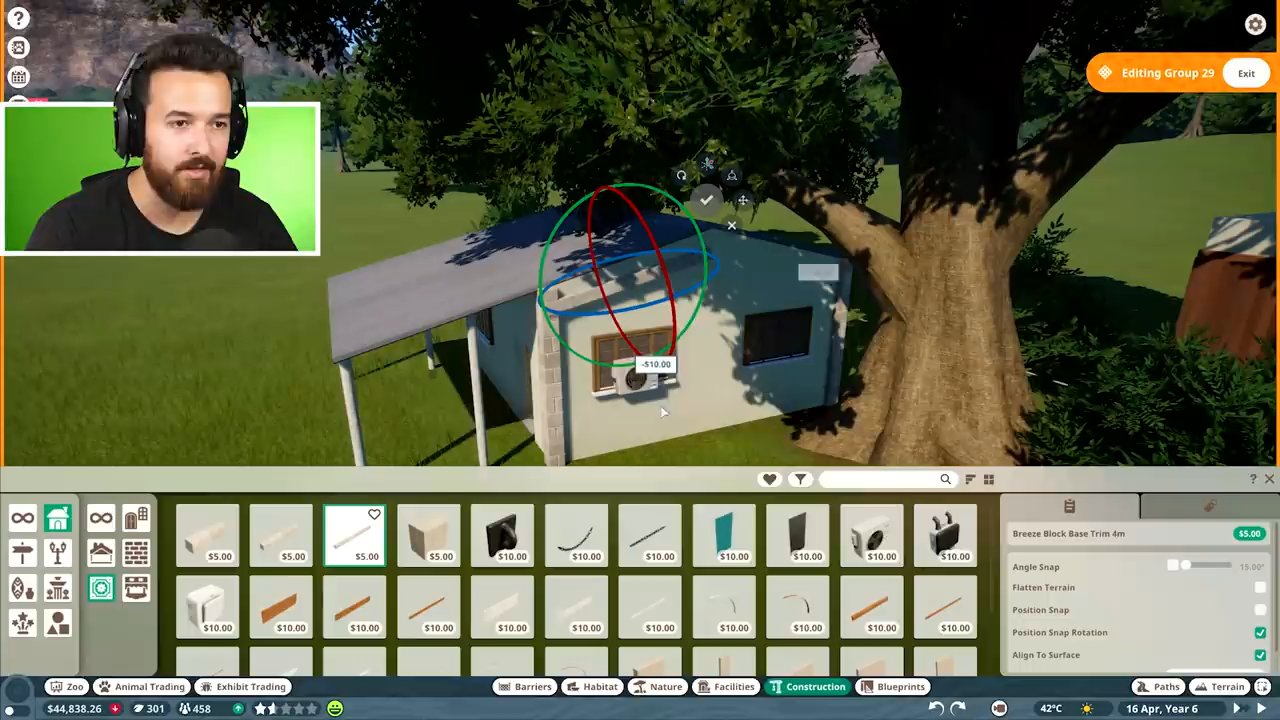 ?
Editing Group 29
Exit
-$10.00
? ×
$5.00 $5.00 $5.00 $5.00 $10.00 $10.00 $10.00 $10.00 $10.00 $10.00 $10.00
Breeze Block Base Trim 4m $5.00
Angle Snap 15.00°
Flatten Terrain
Position Snap
Position Snap Rotation
Align To Surface
$10.00 $10.00 $10.00 $10.00 $10.00 $10.00 $10.00 $10.00 $10.00 $10.00 $10.00
Zoo Animal Trading Exhibit Trading Barriers Habitat Nature Facilities Construction Blueprints Paths Terrain
$44,838.26 301 458 42°C 16 Apr, Year 6